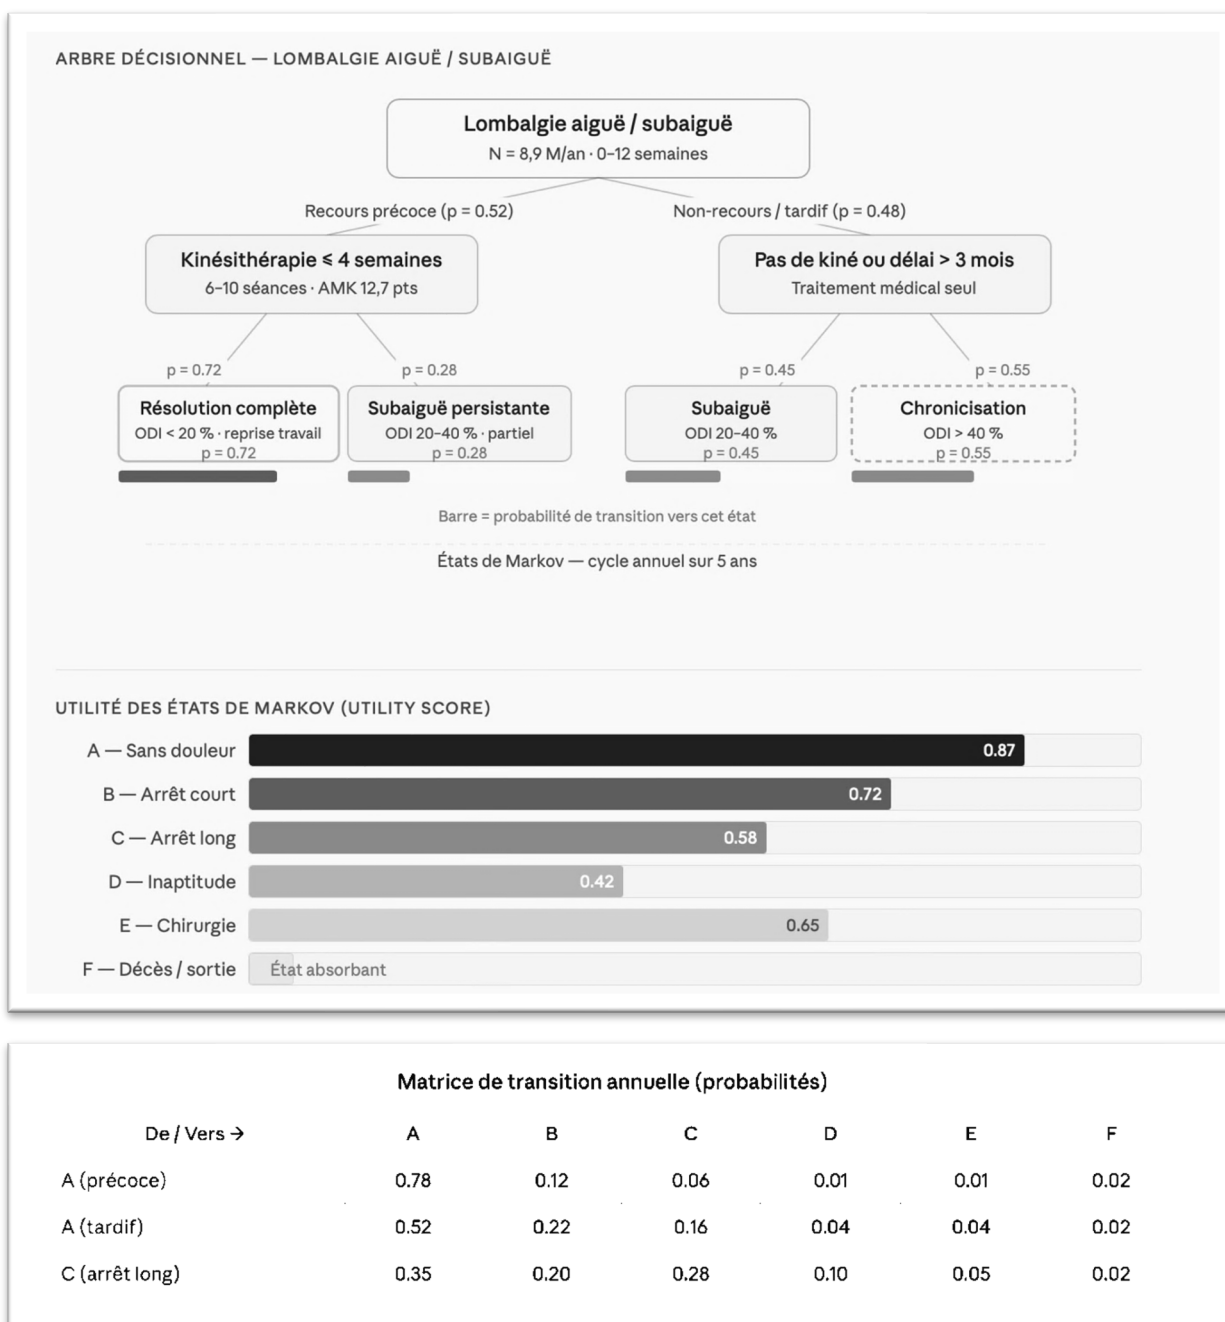 ARBRE DÉCISIONNEL — LOMBALGIE AIGUË / SUBAIGUË
Lombalgie aiguë / subaiguë
N = 8,9 M/an · 0–12 semaines
Recours précoce (p = 0.52)
Non-recours / tardif (p = 0.48)
Kinésithérapie ≤ 4 semaines
6–10 séances · AMK 12,7 pts
Pas de kiné ou délai > 3 mois
Traitement médical seul
p = 0.72
p = 0.28
p = 0.45
p = 0.55
Résolution complète
ODI < 20 % · reprise travail
p = 0.72
Subaiguë persistante
ODI 20–40 % · partiel
p = 0.28
Subaiguë
ODI 20–40 %
p = 0.45
Chronicisation
ODI > 40 %
p = 0.55
Barre = probabilité de transition vers cet état
États de Markov — cycle annuel sur 5 ans
UTILITÉ DES ÉTATS DE MARKOV (UTILITY SCORE)
A — Sans douleur 0.87
B — Arrêt court 0.72
C — Arrêt long 0.58
D — Inaptitude 0.42
E — Chirurgie 0.65
F — Décès / sortie État absorbant
Matrice de transition annuelle (probabilités)
De / Vers → A B C D E F
A (précoce) 0.78 0.12 0.06 0.01 0.01 0.02
A (tardif) 0.52 0.22 0.16 0.04 0.04 0.02
C (arrêt long) 0.35 0.20 0.28 0.10 0.05 0.02